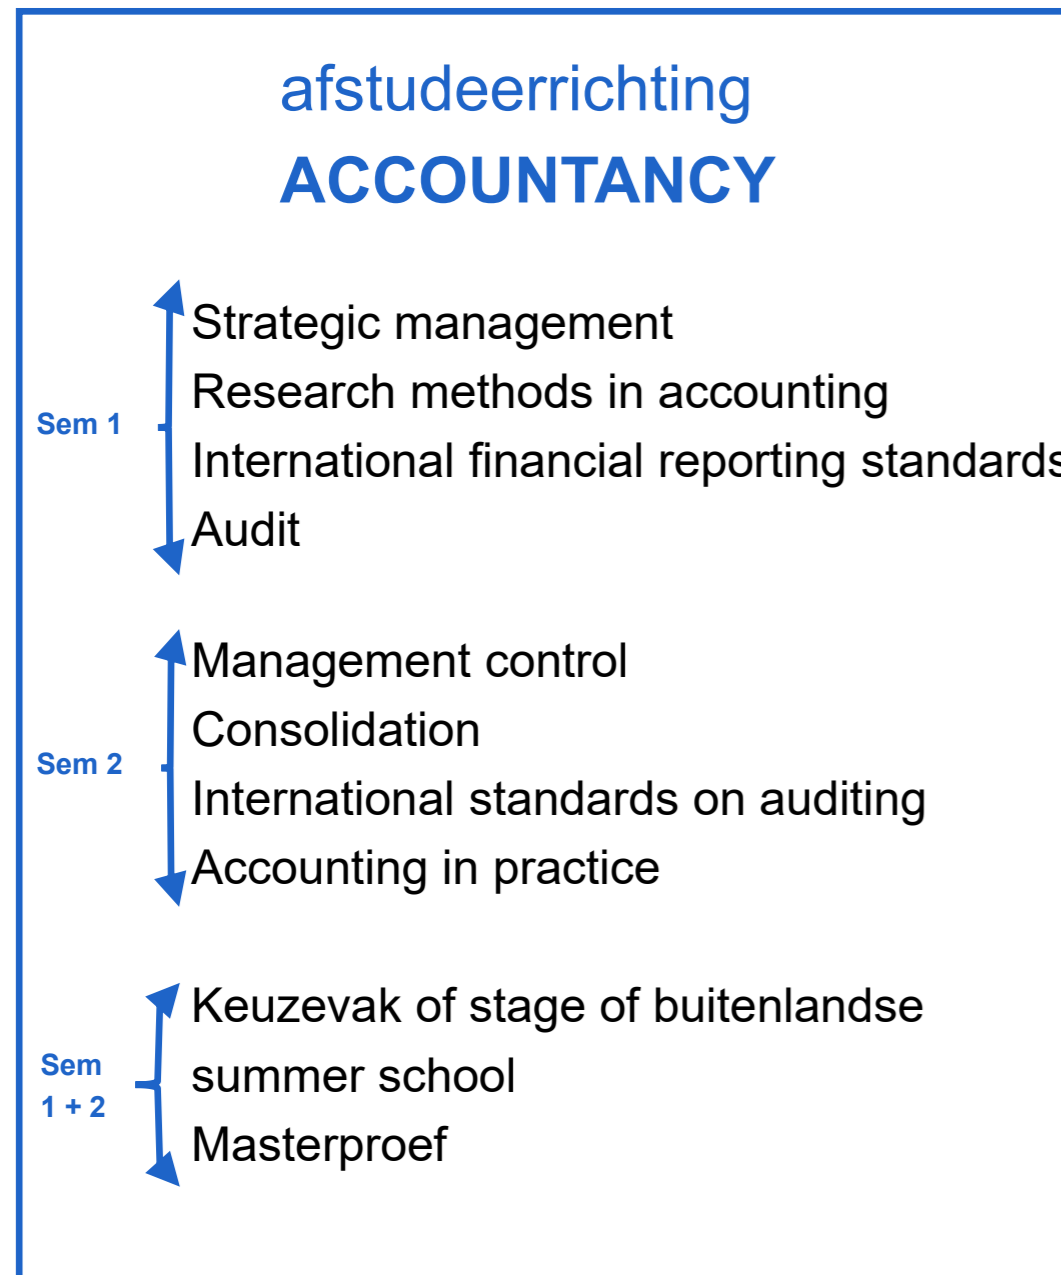 afstudeerrichting
ACCOUNTANCY
Sem 1
Strategic management
Research methods in accounting
International financial reporting standards
Audit
Sem 2
Management control
Consolidation
International standards on auditing
Accounting in practice
Sem
1 + 2
Keuzevak of stage of buitenlandse
summer school
Masterproef